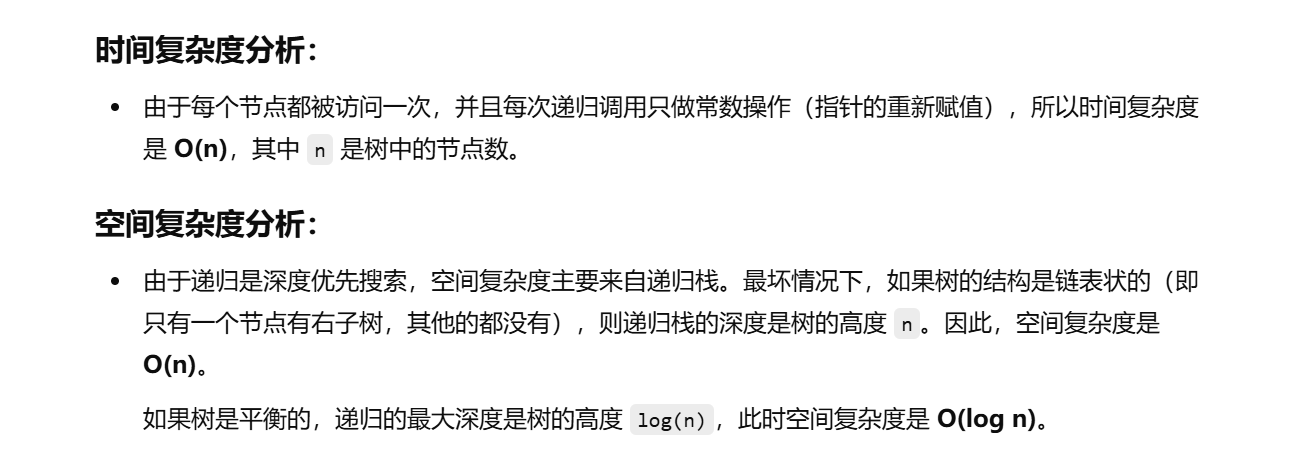 时间复杂度分析：
由于每个节点都被访问一次，并且每次递归调用只做常数操作（指针的重新赋值），所以时间复杂度
是 O(n)，其中 n 是树中的节点数。
空间复杂度分析：
由于递归是深度优先搜索，空间复杂度主要来自递归栈。最坏情况下，如果树的结构是链表状的（即
只有一个节点有右子树，其他的都没有），则递归栈的深度是树的高度 n。因此，空间复杂度是
O(n)。
如果树是平衡的，递归的最大深度是树的高度 log(n)，此时空间复杂度是 O(log n)。